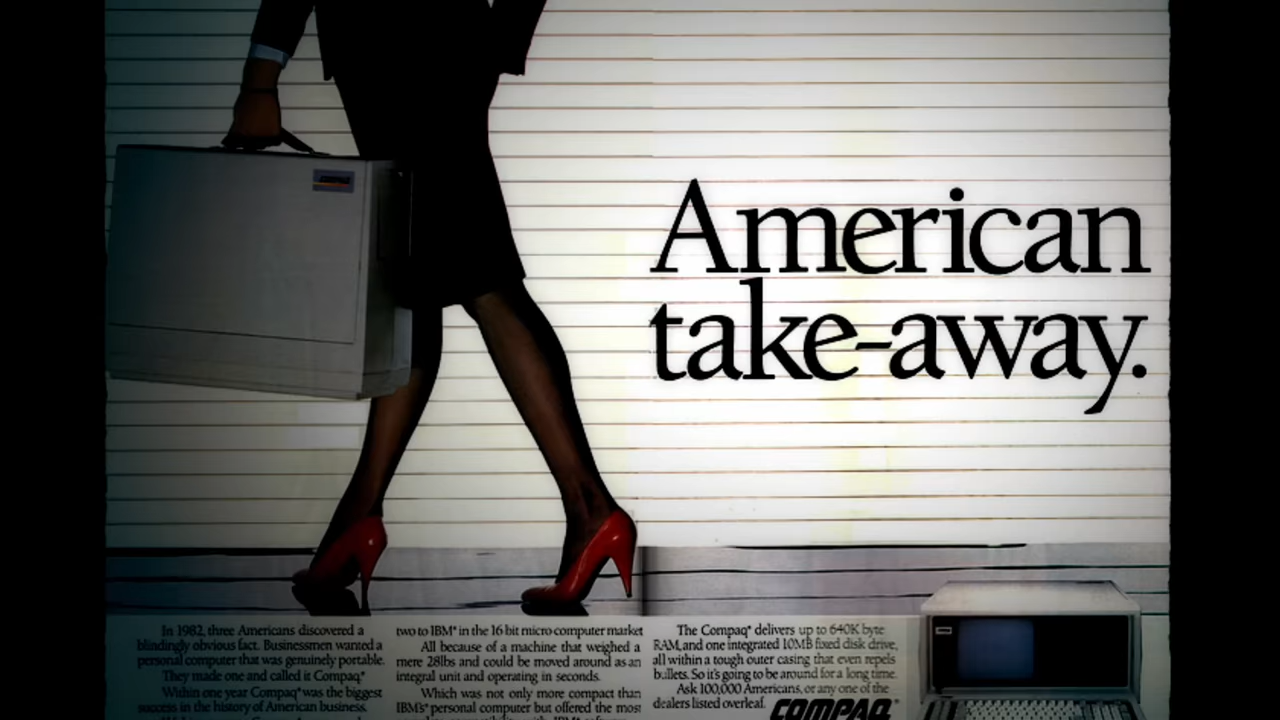 COMPAQ
American
take-away.
In 1982, three Americans discovered a
blindingly obvious fact. Businessmen wanted a
personal computer that was genuinely portable.
They made one and called it Compaq.®
Within one year Compaq® was the biggest
success in the history of American business.
two to IBM® in the 16 bit micro computer market
All because of a machine that weighed a
mere 28lbs and could be moved around as an
integral unit and operating in seconds.
Which was not only more compact than
IBM's® personal computer but offered the most
The Compaq® delivers up to 640K byte
RAM, and one integrated 10MB fixed disk drive,
all within a tough outer casing that even repels
bullets. So it's going to be around for a long time.
Ask 100,000 Americans, or any one of the
dealers listed overleaf.
COMPAQ®